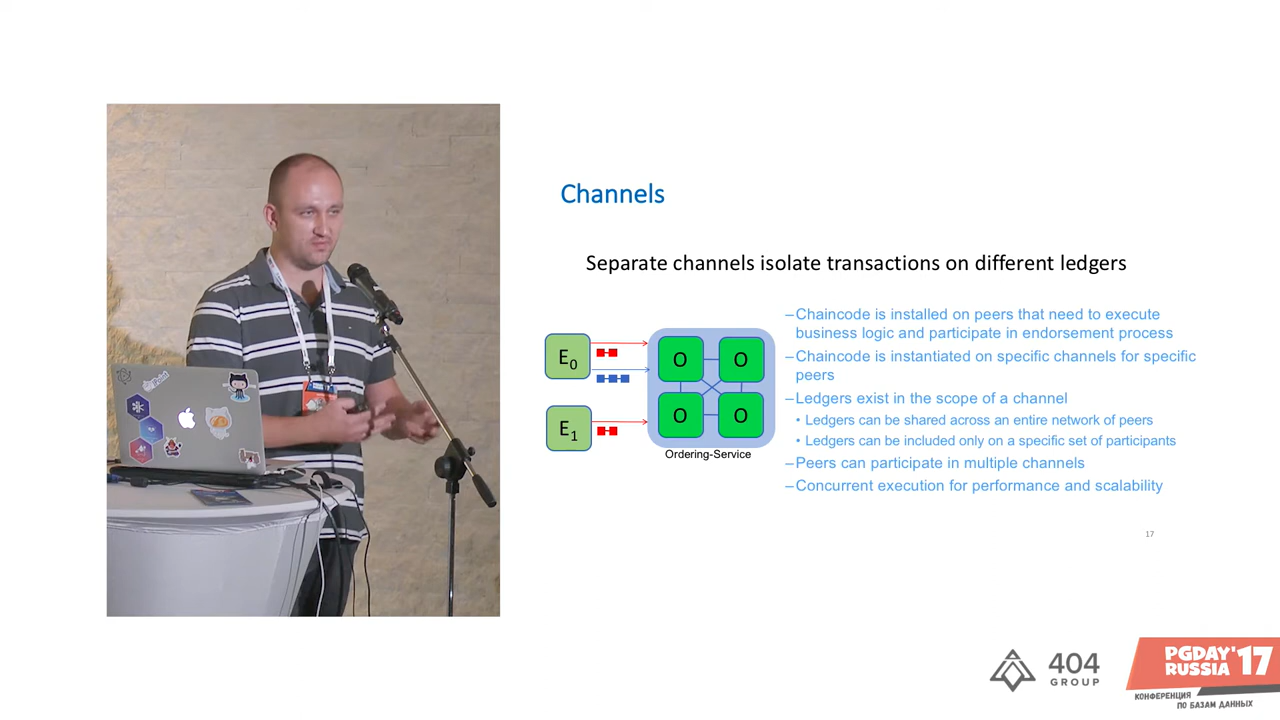 Channels
Separate channels isolate transactions on different ledgers
–Chaincode is installed on peers that need to execute
business logic and participate in endorsement process
–Chaincode is instantiated on specific channels for specific
peers
–Ledgers exist in the scope of a channel
• Ledgers can be shared across an entire network of peers
• Ledgers can be included only on a specific set of participants
–Peers can participate in multiple channels
–Concurrent execution for performance and scalability
E0
E1
O O
O O
Ordering-Service
17
404
GROUP
PGDAY'17
RUSSIA
КОНФЕРЕНЦИЯ
ПО БАЗАМ ДАННЫХ